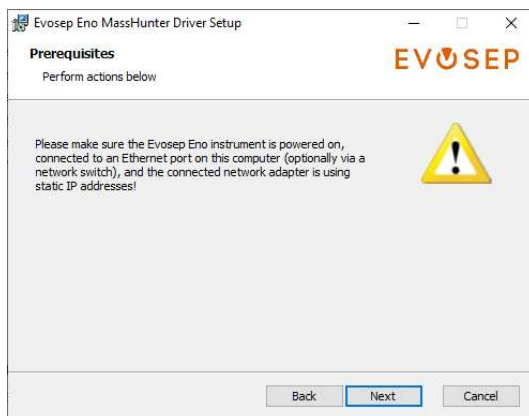 Evosep Eno MassHunter Driver Setup
Prerequisites
Perform actions below
EVOSEP
Please make sure the Evosep Eno instrument is powered on,
connected to an Ethernet port on this computer (optionally via a
network switch), and the connected network adapter is using
static IP addresses!
Back Next Cancel